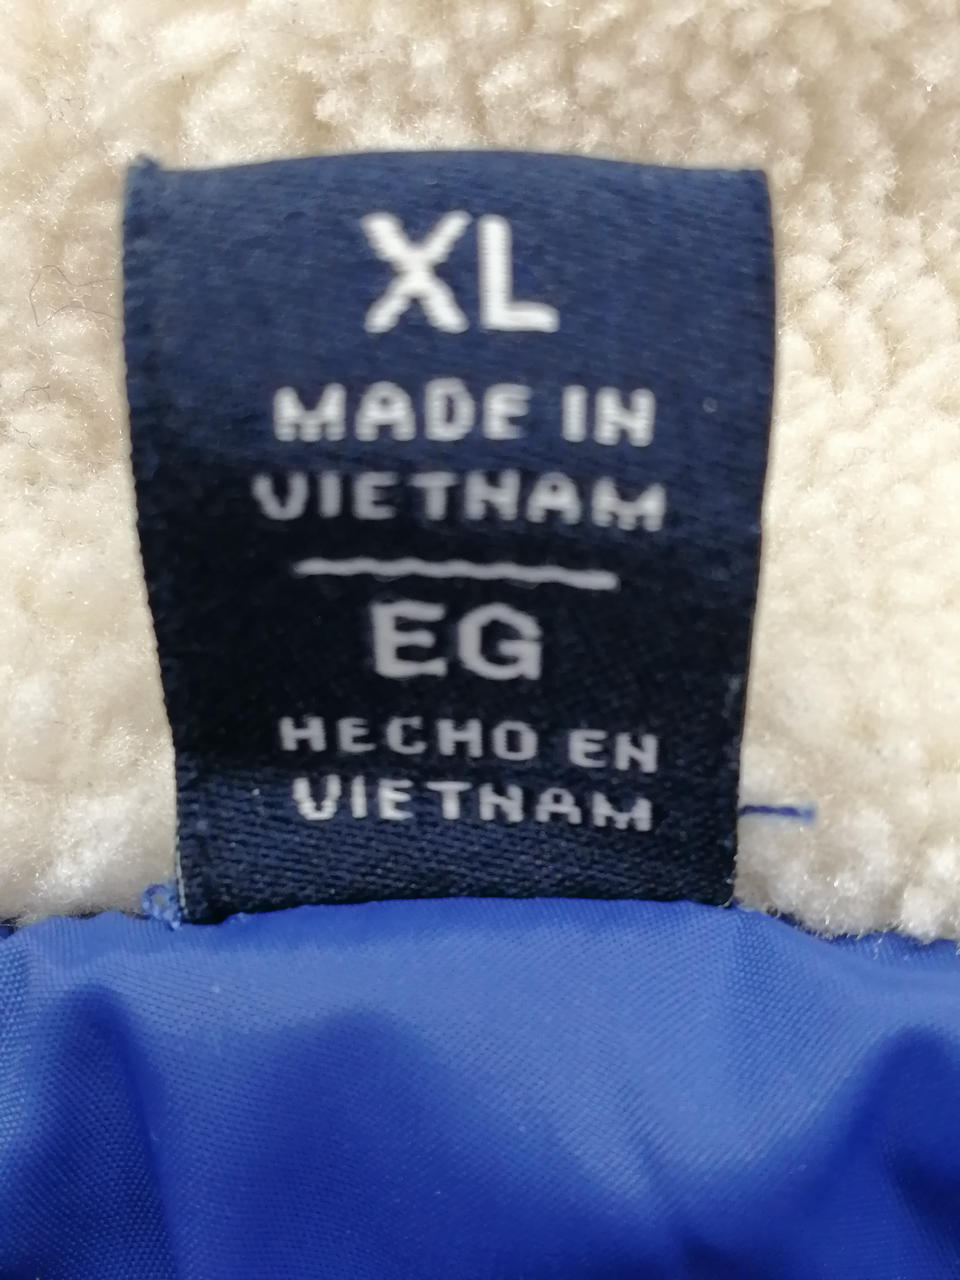 XL
MADE IN
VIETNAM
EG
HECHO EN
VIETNAM